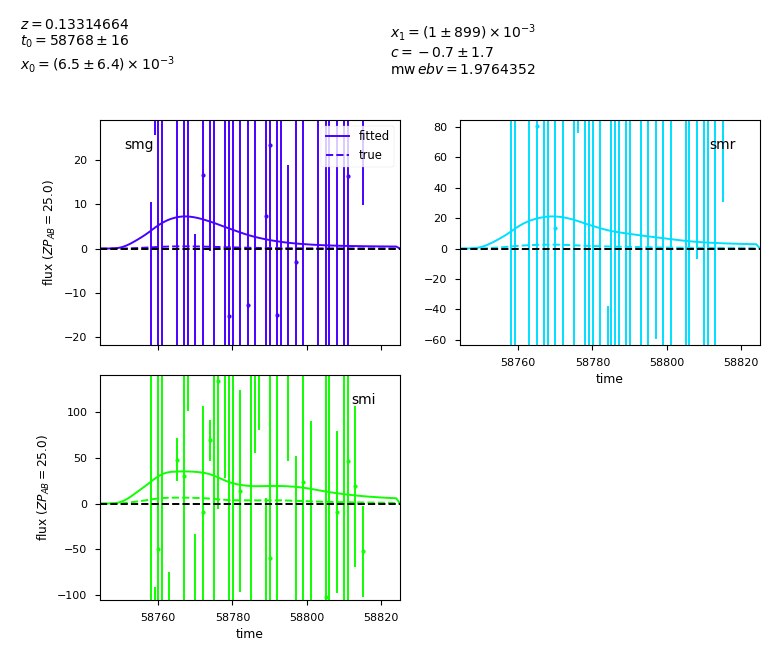 z = 0.13314664
t₀ = 58768 ± 16
x₀ = (6.5 ± 6.4) × 10⁻³
x₁ = (1 ± 899) × 10⁻³
c = −0.7 ± 1.7
mw ebv = 1.9764352
smg
fitted
true
20
10
0
−10
−20
flux (ZP_AB = 25.0)
smr
80
60
40
20
0
−20
−40
−60
58760 58780 58800 58820
time
smi
100
50
0
−50
−100
flux (ZP_AB = 25.0)
58760 58780 58800 58820
time